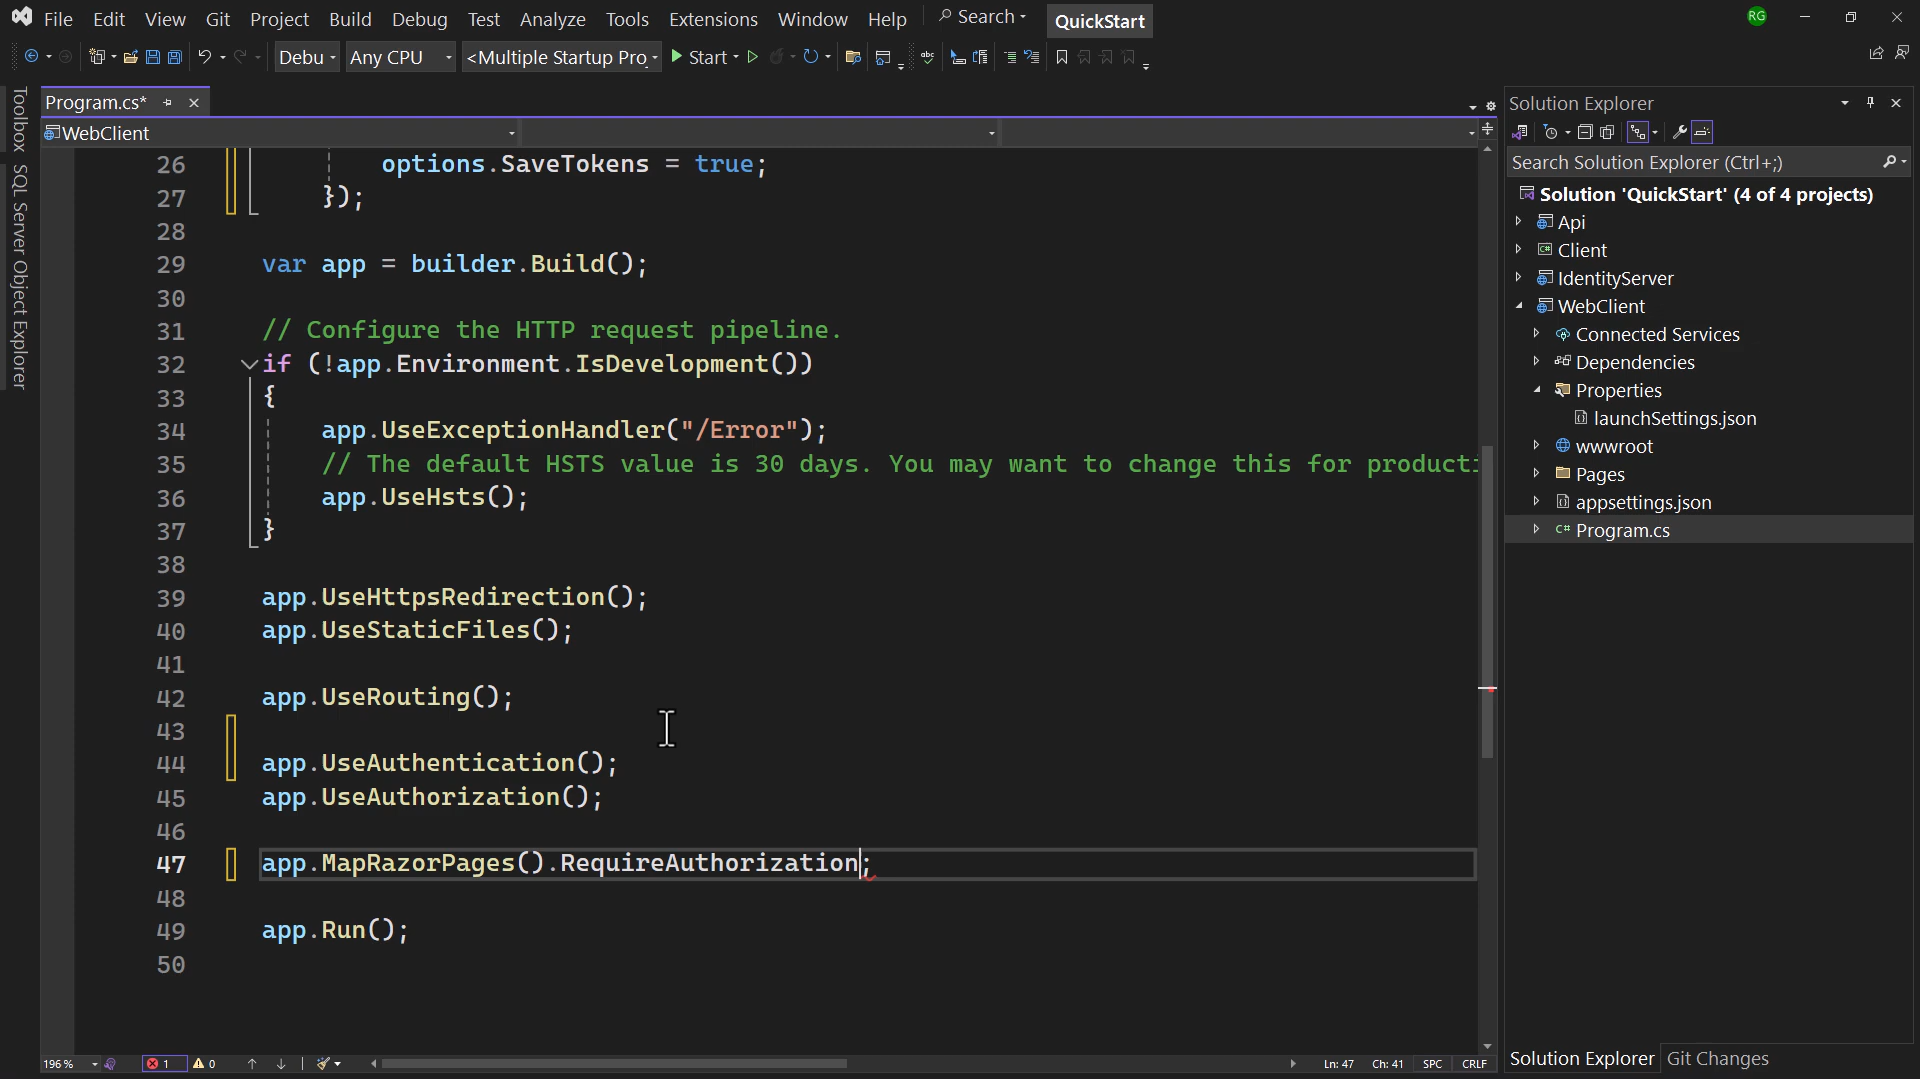 File Edit View Git Project Build Debug Test Analyze Tools Extensions Window Help Search QuickStart RG
Debu Any CPU <Multiple Startup Pro Start
Toolbox
SQL Server Object Explorer
Program.cs*
WebClient
26 options.SaveTokens = true;
27 });
28
29 var app = builder.Build();
30
31 // Configure the HTTP request pipeline.
32 if (!app.Environment.IsDevelopment())
33 {
34 app.UseExceptionHandler("/Error");
35 // The default HSTS value is 30 days. You may want to change this for producti
36 app.UseHsts();
37 }
38
39 app.UseHttpsRedirection();
40 app.UseStaticFiles();
41
42 app.UseRouting();
43
44 app.UseAuthentication();
45 app.UseAuthorization();
46
47 app.MapRazorPages().RequireAuthorization;
48
49 app.Run();
50
196 % 1 0 Ln: 47 Ch: 41 SPC CRLF
Solution Explorer
Search Solution Explorer (Ctrl+;)
Solution 'QuickStart' (4 of 4 projects)
Api
Client
IdentityServer
WebClient
Connected Services
Dependencies
Properties
launchSettings.json
wwwroot
Pages
appsettings.json
C# Program.cs
Solution Explorer Git Changes